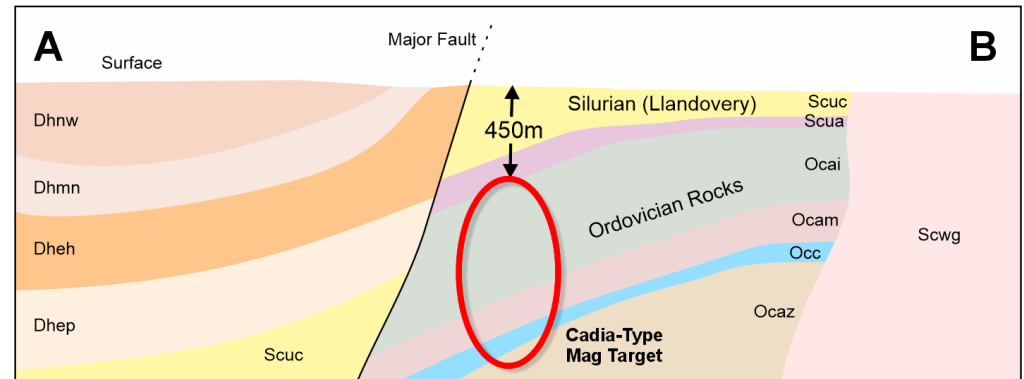 A
Major Fault
B
Surface
Silurian (Llandovery)
Scuc
Dhnw
450m
Scua
Ocai
Dhmn
Ordovician Rocks
Ocam
Scwg
Dheh
Occ
Ocaz
Dhep
Cadia-Type
Mag Target
Scuc